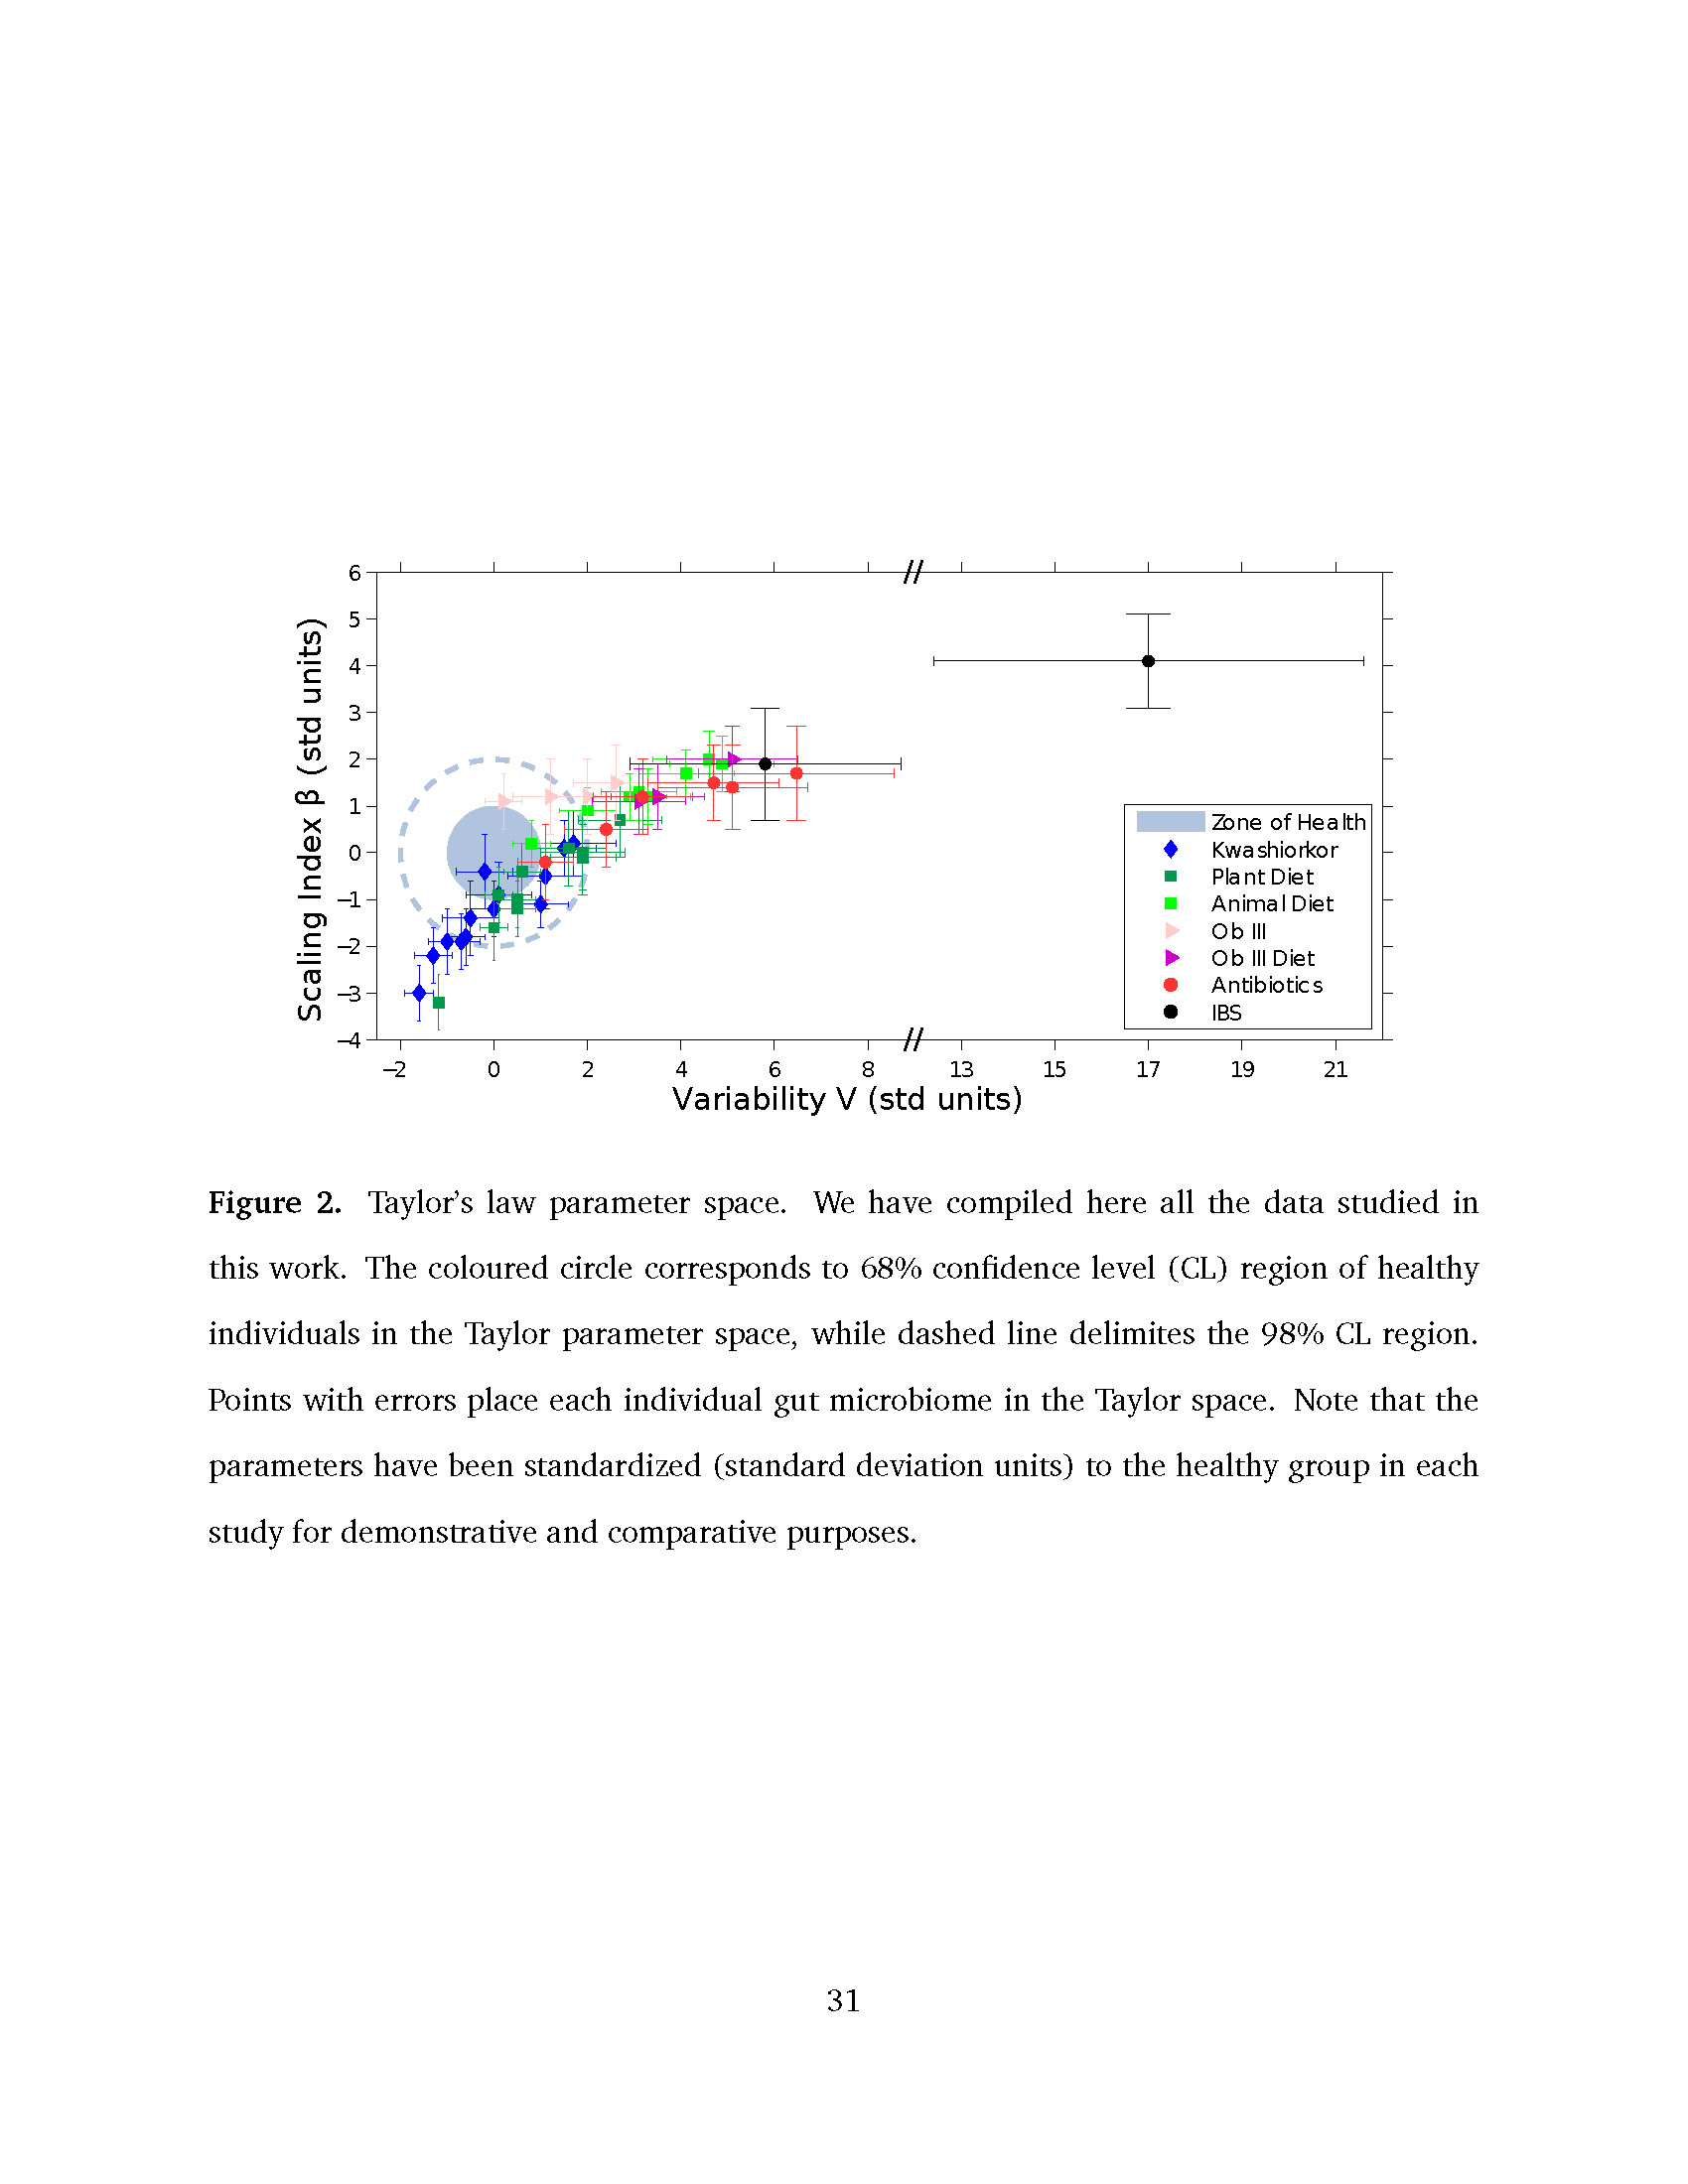 6
5
4
3
2
1
0
−1
−2
−3
−4
Scaling Index β (std units)
Zone of Health
Kwashiorkor
Plant Diet
Animal Diet
Ob III
Ob III Diet
Antibiotics
IBS
−2 0 2 4 6 8 13 15 17 19 21
Variability V (std units)
Figure 2. Taylor’s law parameter space. We have compiled here all the data studied in
this work. The coloured circle corresponds to 68% confidence level (CL) region of healthy
individuals in the Taylor parameter space, while dashed line delimites the 98% CL region.
Points with errors place each individual gut microbiome in the Taylor space. Note that the
parameters have been standardized (standard deviation units) to the healthy group in each
study for demonstrative and comparative purposes.
31